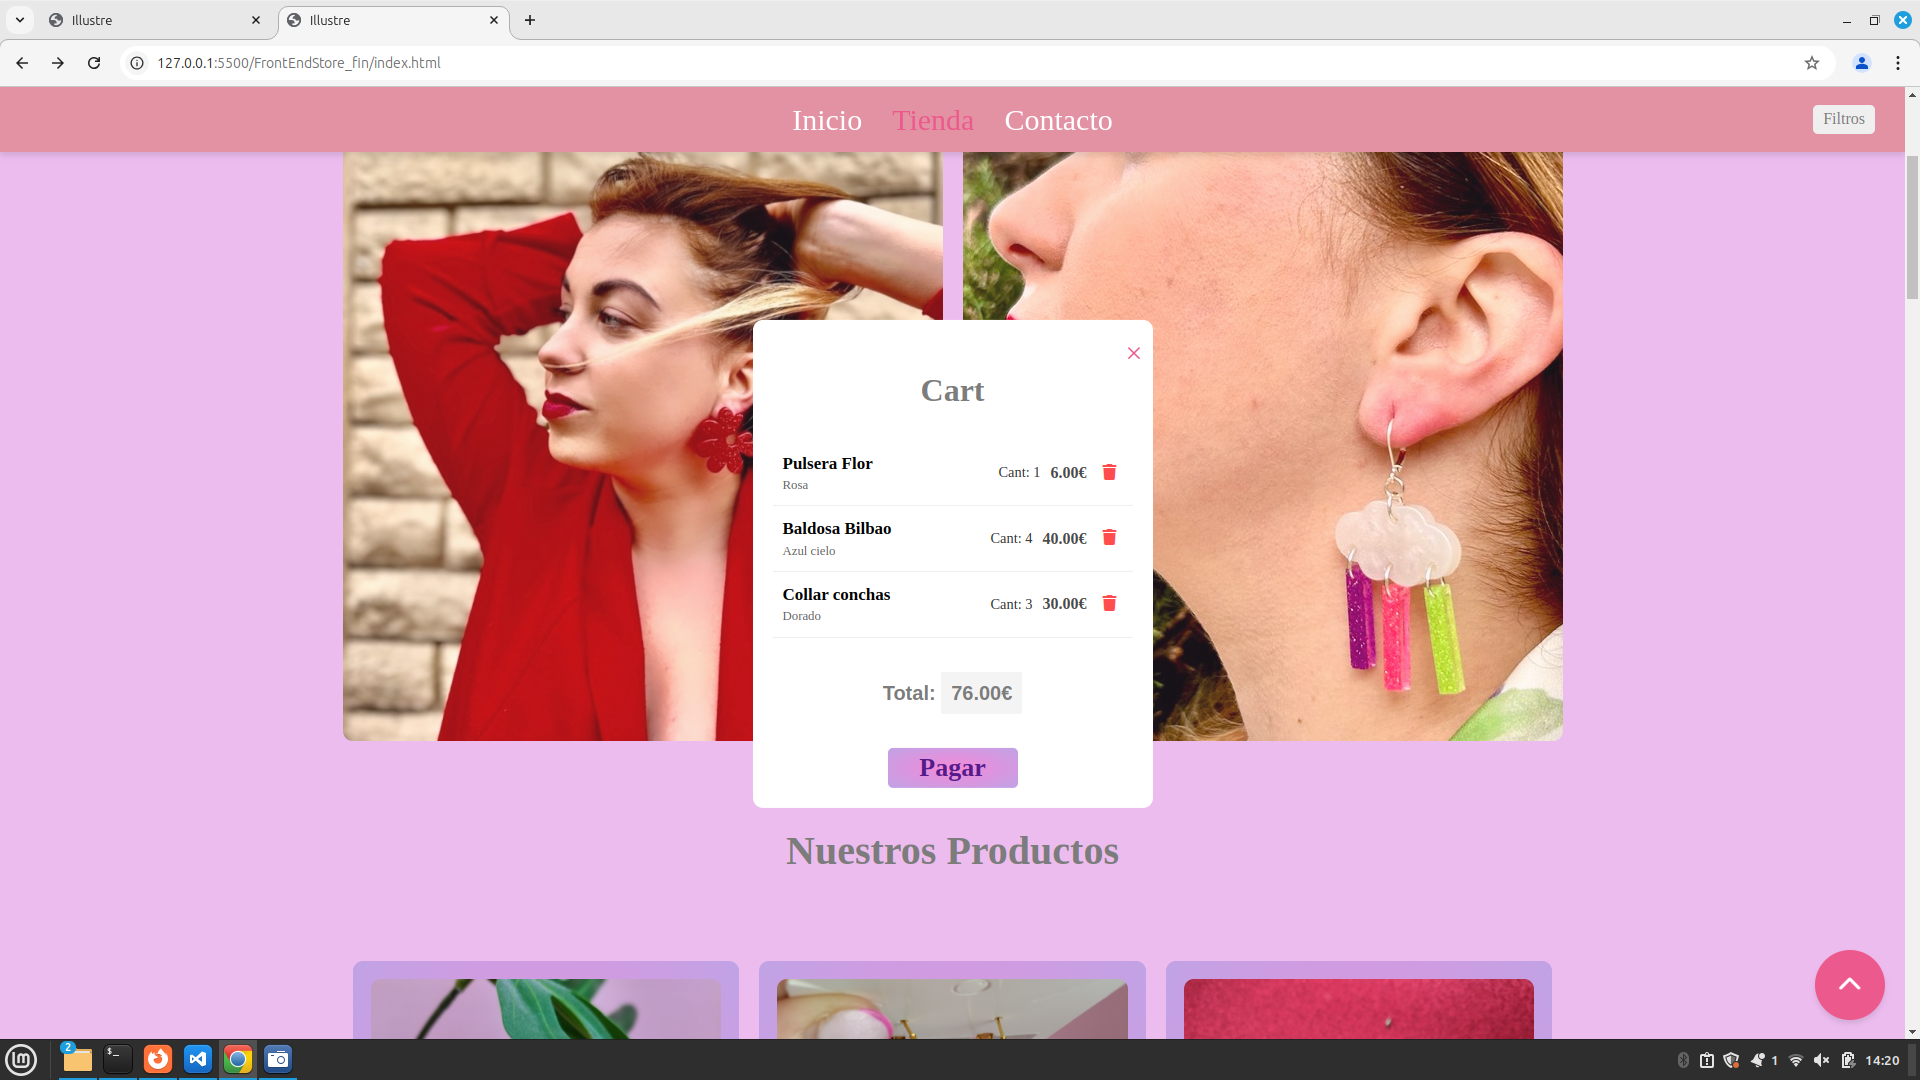 Illustre
Illustre
127.0.0.1:5500/FrontEndStore_fin/index.html
Inicio Tienda Contacto
Filtros
Cart
Pulsera Flor
Rosa
Cant: 1 6.00€
Baldosa Bilbao
Azul cielo
Cant: 4 40.00€
Collar conchas
Dorado
Cant: 3 30.00€
Total: 76.00€
Pagar
Nuestros Productos
2
$_
1
14:20